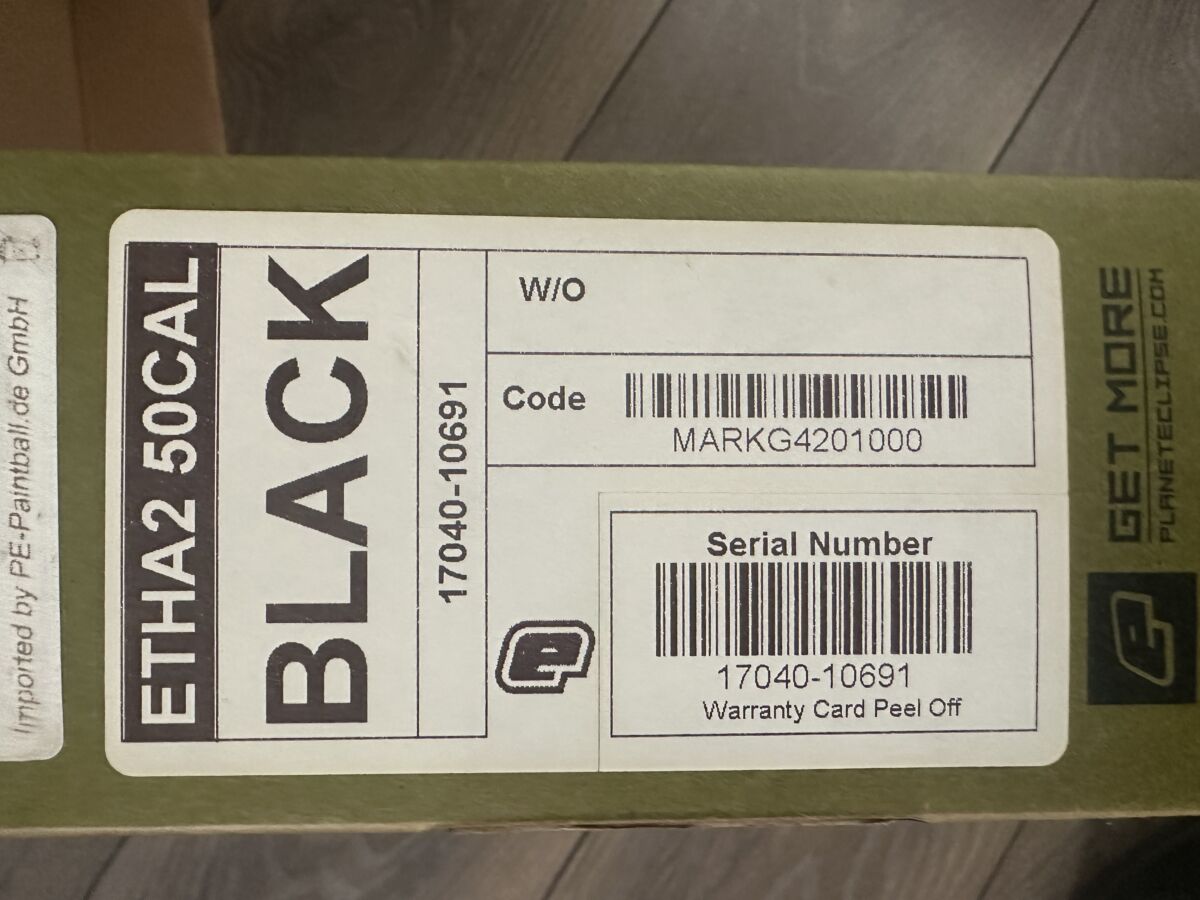 Imported by PE-Paintball.de GmbH
ETHA2 50CAL
BLACK
17040-10691
W/O
Code
MARKG4201000
Serial Number
17040-10691
Warranty Card Peel Off
e
GET MORE
PLANETECLIPSE.COM
e